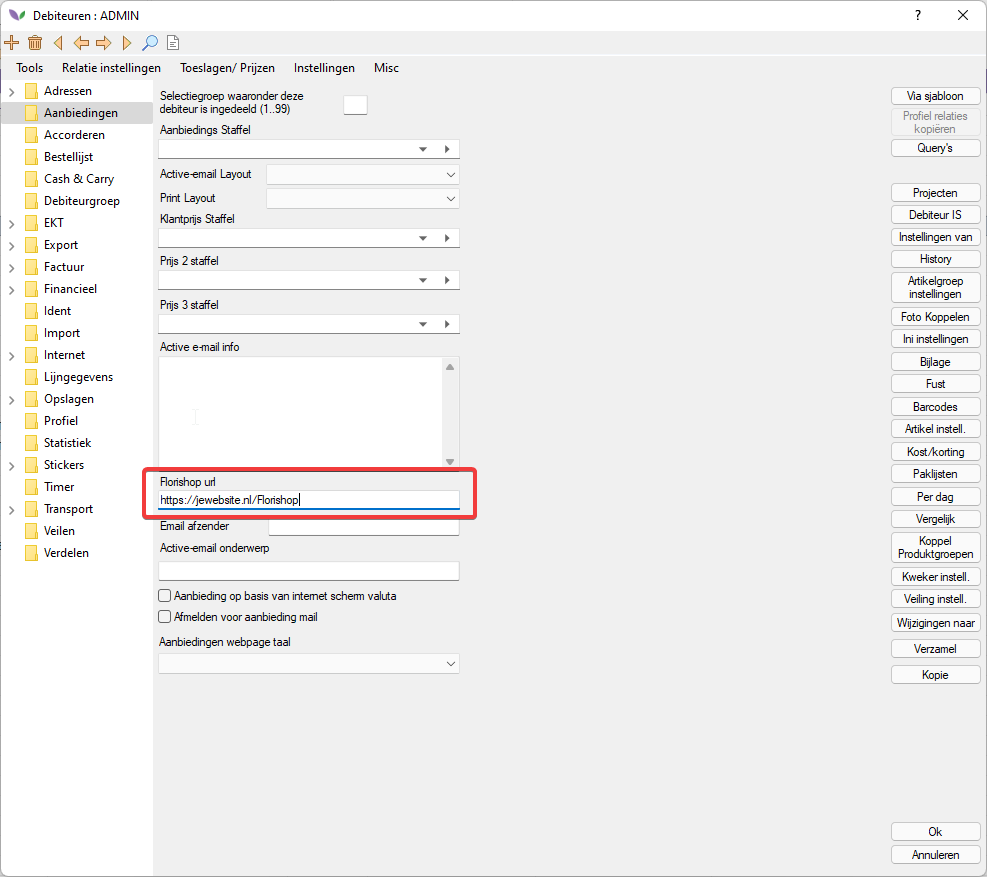 Debiteuren : ADMIN
?
Tools Relatie instellingen Toeslagen/ Prijzen Instellingen Misc
Adressen
Aanbiedingen
Accorderen
Bestellijst
Cash & Carry
Debiteurgroep
EKT
Export
Factuur
Financieel
Ident
Import
Internet
Lijngegevens
Opslagen
Profiel
Statistiek
Stickers
Timer
Transport
Veilen
Verdelen
Selectiegroep waaronder deze
debiteur is ingedeeld (1..99)
Aanbiedings Staffel
Active-email Layout
Print Layout
Klantprijs Staffel
Prijs 2 staffel
Prijs 3 staffel
Active e-mail info
Florishop url
https://jewebsite.nl/Florishop
Email afzender
Active-email onderwerp
Aanbieding op basis van internet scherm valuta
Afmelden voor aanbieding mail
Aanbiedingen webpage taal
Via sjabloon
Profiel relaties
kopiëren
Query's
Projecten
Debiteur IS
Instellingen van
History
Artikelgroep
instellingen
Foto Koppelen
Ini instellingen
Bijlage
Fust
Barcodes
Artikel instell.
Kost/korting
Paklijsten
Per dag
Vergelijk
Koppel
Produktgroepen
Kweker instell.
Veiling instell.
Wijzigingen naar
Verzamel
Kopie
Ok
Annuleren